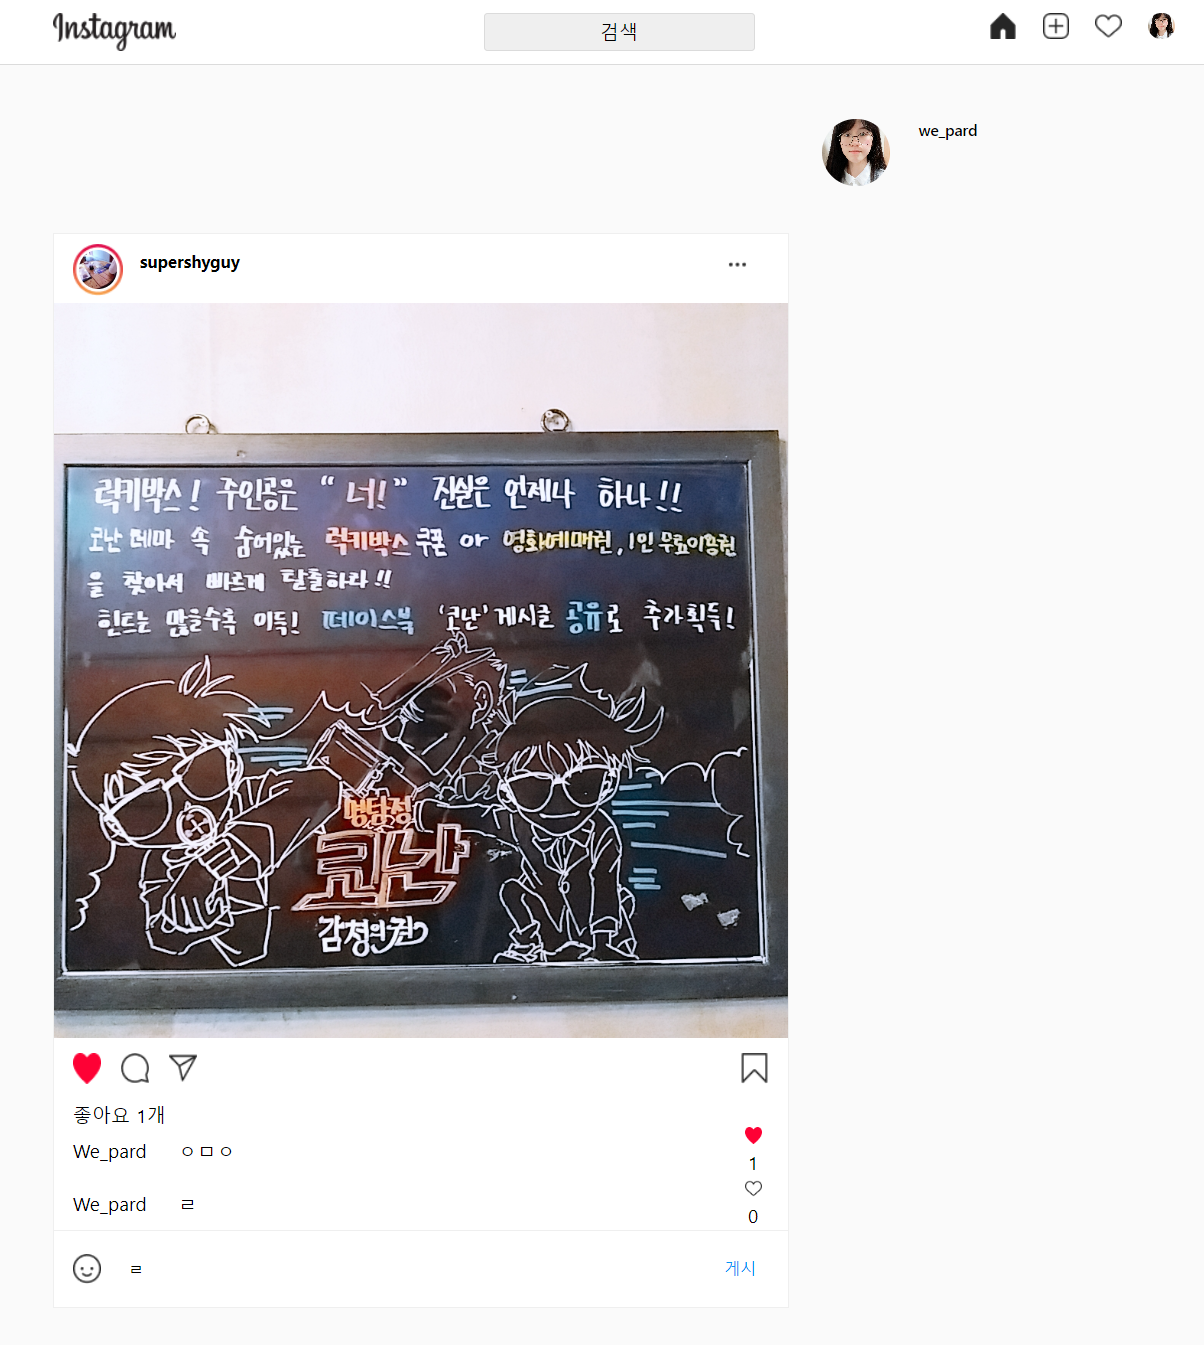 Instagram
검색
we_pard
supershyguy
럭키박스! 주인공은 "너!" 진실은 언제나 하나!!
코난 테마 속 숨어있는 럭키박스 쿠폰 or 영화예매권, 1인 무료이용권
을 찾아서 빠르게 탈출하라!!
힌트는 많을수록 이득! 페이스북 '코난' 게시글 공유로 추가획득!
명탐정
코난
감청의 권
좋아요 1개
We_pard ㅇㅁㅇ
1
We_pard ㄹ
0
ㄹ 게시